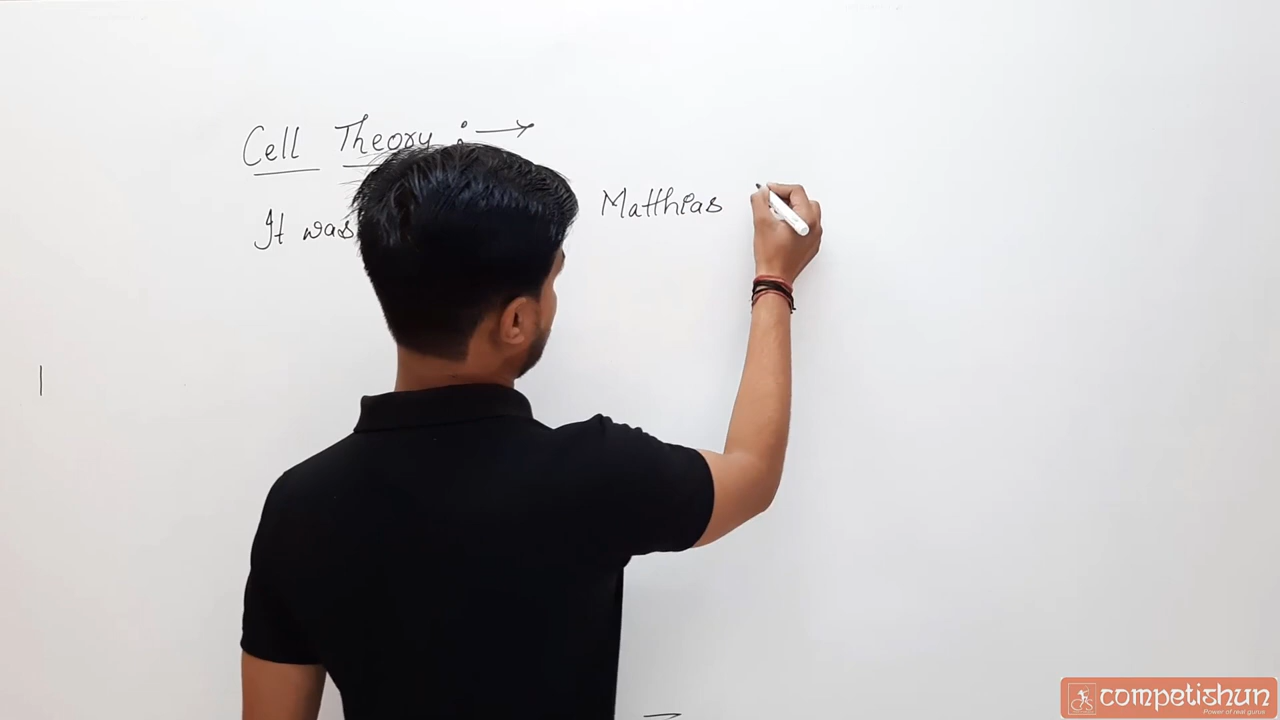 Cell Theory : →
It was Matthias
competishun
Power of real gurus